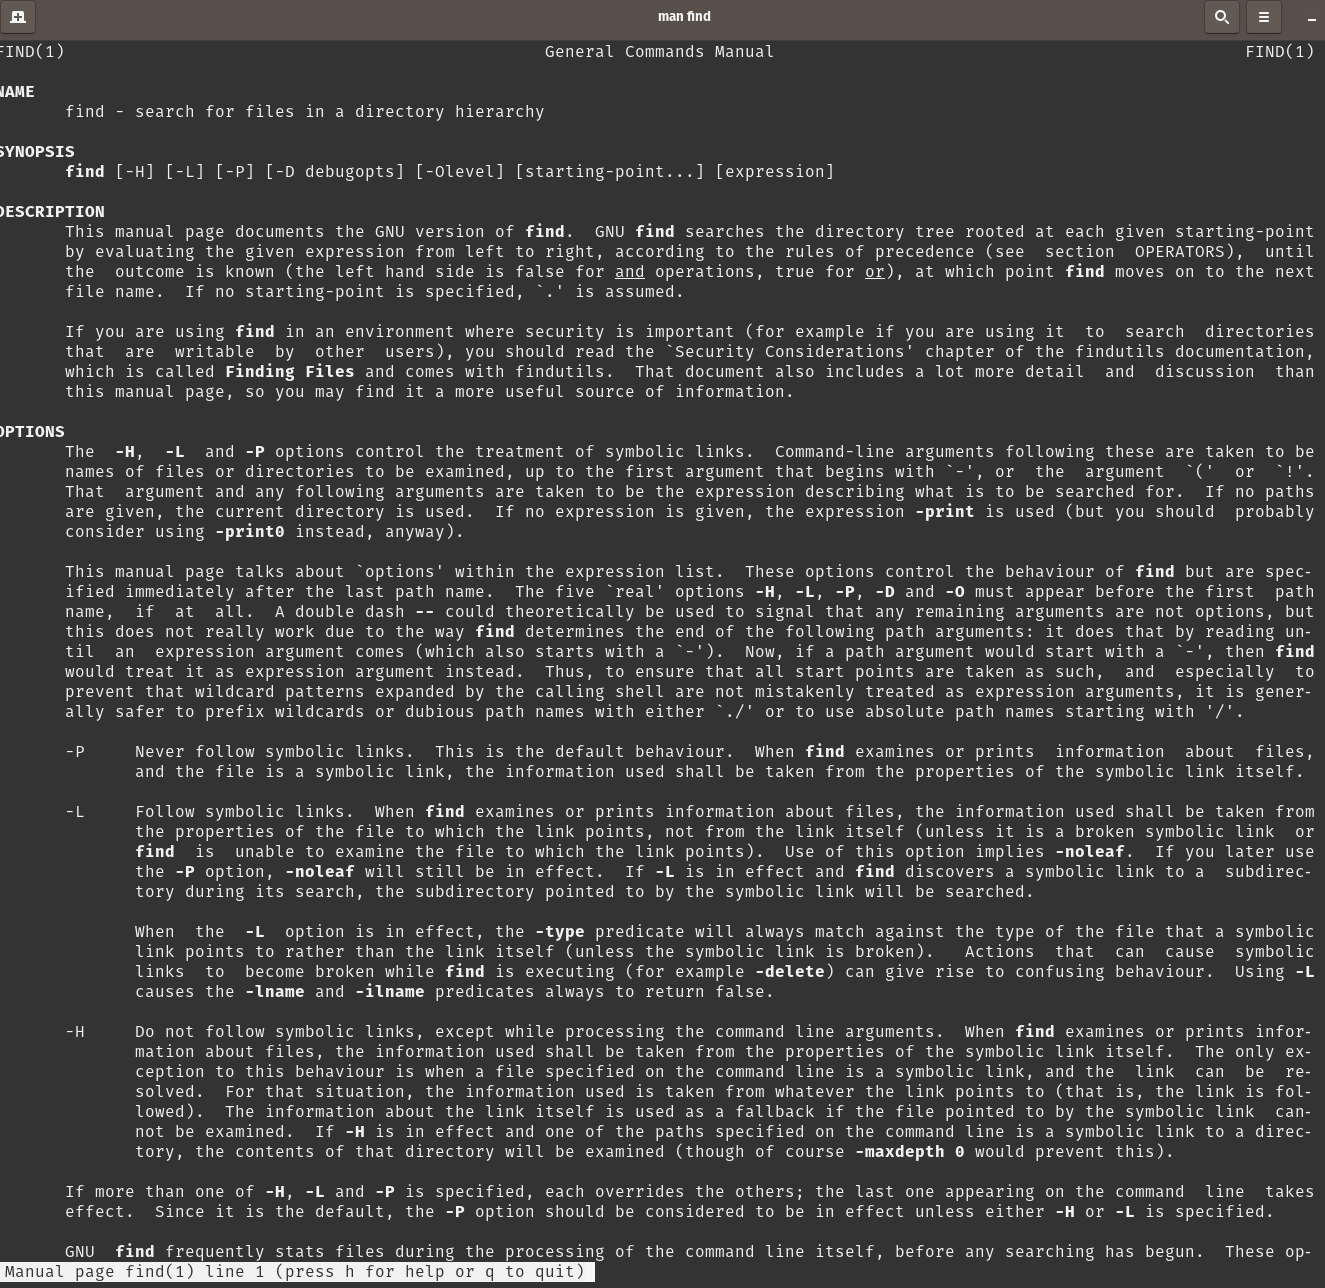 man find
FIND(1)                                                General Commands Manual                                               FIND(1)
NAME
find - search for files in a directory hierarchy
SYNOPSIS
find [-H] [-L] [-P] [-D debugopts] [-Olevel] [starting-point...] [expression]
DESCRIPTION
This manual page documents the GNU version of find.  GNU find searches the directory tree rooted at each given starting-point
by evaluating the given expression from left to right, according to the rules of precedence (see  section  OPERATORS),  until
the  outcome is known (the left hand side is false for and operations, true for or), at which point find moves on to the next
file name.  If no starting-point is specified, `.' is assumed.
If you are using find in an environment where security is important (for example if you are using it  to  search  directories
that  are  writable  by  other  users), you should read the `Security Considerations' chapter of the findutils documentation,
which is called Finding Files and comes with findutils.  That document also includes a lot more detail  and  discussion  than
this manual page, so you may find it a more useful source of information.
OPTIONS
The  -H,  -L  and -P options control the treatment of symbolic links.  Command-line arguments following these are taken to be
names of files or directories to be examined, up to the first argument that begins with `-', or  the  argument  `('  or  `!'.
That  argument and any following arguments are taken to be the expression describing what is to be searched for.  If no paths
are given, the current directory is used.  If no expression is given, the expression -print is used (but you should  probably
consider using -print0 instead, anyway).
This manual page talks about `options' within the expression list.  These options control the behaviour of find but are spec-
ified immediately after the last path name.  The five `real' options -H, -L, -P, -D and -O must appear before the first  path
name,  if  at  all.  A double dash -- could theoretically be used to signal that any remaining arguments are not options, but
this does not really work due to the way find determines the end of the following path arguments: it does that by reading un-
til  an  expression argument comes (which also starts with a `-').  Now, if a path argument would start with a `-', then find
would treat it as expression argument instead.  Thus, to ensure that all start points are taken as such,  and  especially  to
prevent that wildcard patterns expanded by the calling shell are not mistakenly treated as expression arguments, it is gener-
ally safer to prefix wildcards or dubious path names with either `./' or to use absolute path names starting with '/'.
-P     Never follow symbolic links.  This is the default behaviour.  When find examines or prints  information  about  files,
and the file is a symbolic link, the information used shall be taken from the properties of the symbolic link itself.
-L     Follow symbolic links.  When find examines or prints information about files, the information used shall be taken from
the properties of the file to which the link points, not from the link itself (unless it is a broken symbolic link  or
find  is  unable to examine the file to which the link points).  Use of this option implies -noleaf.  If you later use
the -P option, -noleaf will still be in effect.  If -L is in effect and find discovers a symbolic link to a  subdirec-
tory during its search, the subdirectory pointed to by the symbolic link will be searched.
When  the  -L  option is in effect, the -type predicate will always match against the type of the file that a symbolic
link points to rather than the link itself (unless the symbolic link is broken).   Actions  that  can  cause  symbolic
links  to  become broken while find is executing (for example -delete) can give rise to confusing behaviour.  Using -L
causes the -lname and -ilname predicates always to return false.
-H     Do not follow symbolic links, except while processing the command line arguments.  When find examines or prints infor-
mation about files, the information used shall be taken from the properties of the symbolic link itself.  The only ex-
ception to this behaviour is when a file specified on the command line is a symbolic link, and the  link  can  be  re-
solved.  For that situation, the information used is taken from whatever the link points to (that is, the link is fol-
lowed).  The information about the link itself is used as a fallback if the file pointed to by the symbolic link  can-
not be examined.  If -H is in effect and one of the paths specified on the command line is a symbolic link to a direc-
tory, the contents of that directory will be examined (though of course -maxdepth 0 would prevent this).
If more than one of -H, -L and -P is specified, each overrides the others; the last one appearing on the command  line  takes
effect.  Since it is the default, the -P option should be considered to be in effect unless either -H or -L is specified.
GNU  find frequently stats files during the processing of the command line itself, before any searching has begun.  These op-
Manual page find(1) line 1 (press h for help or q to quit)